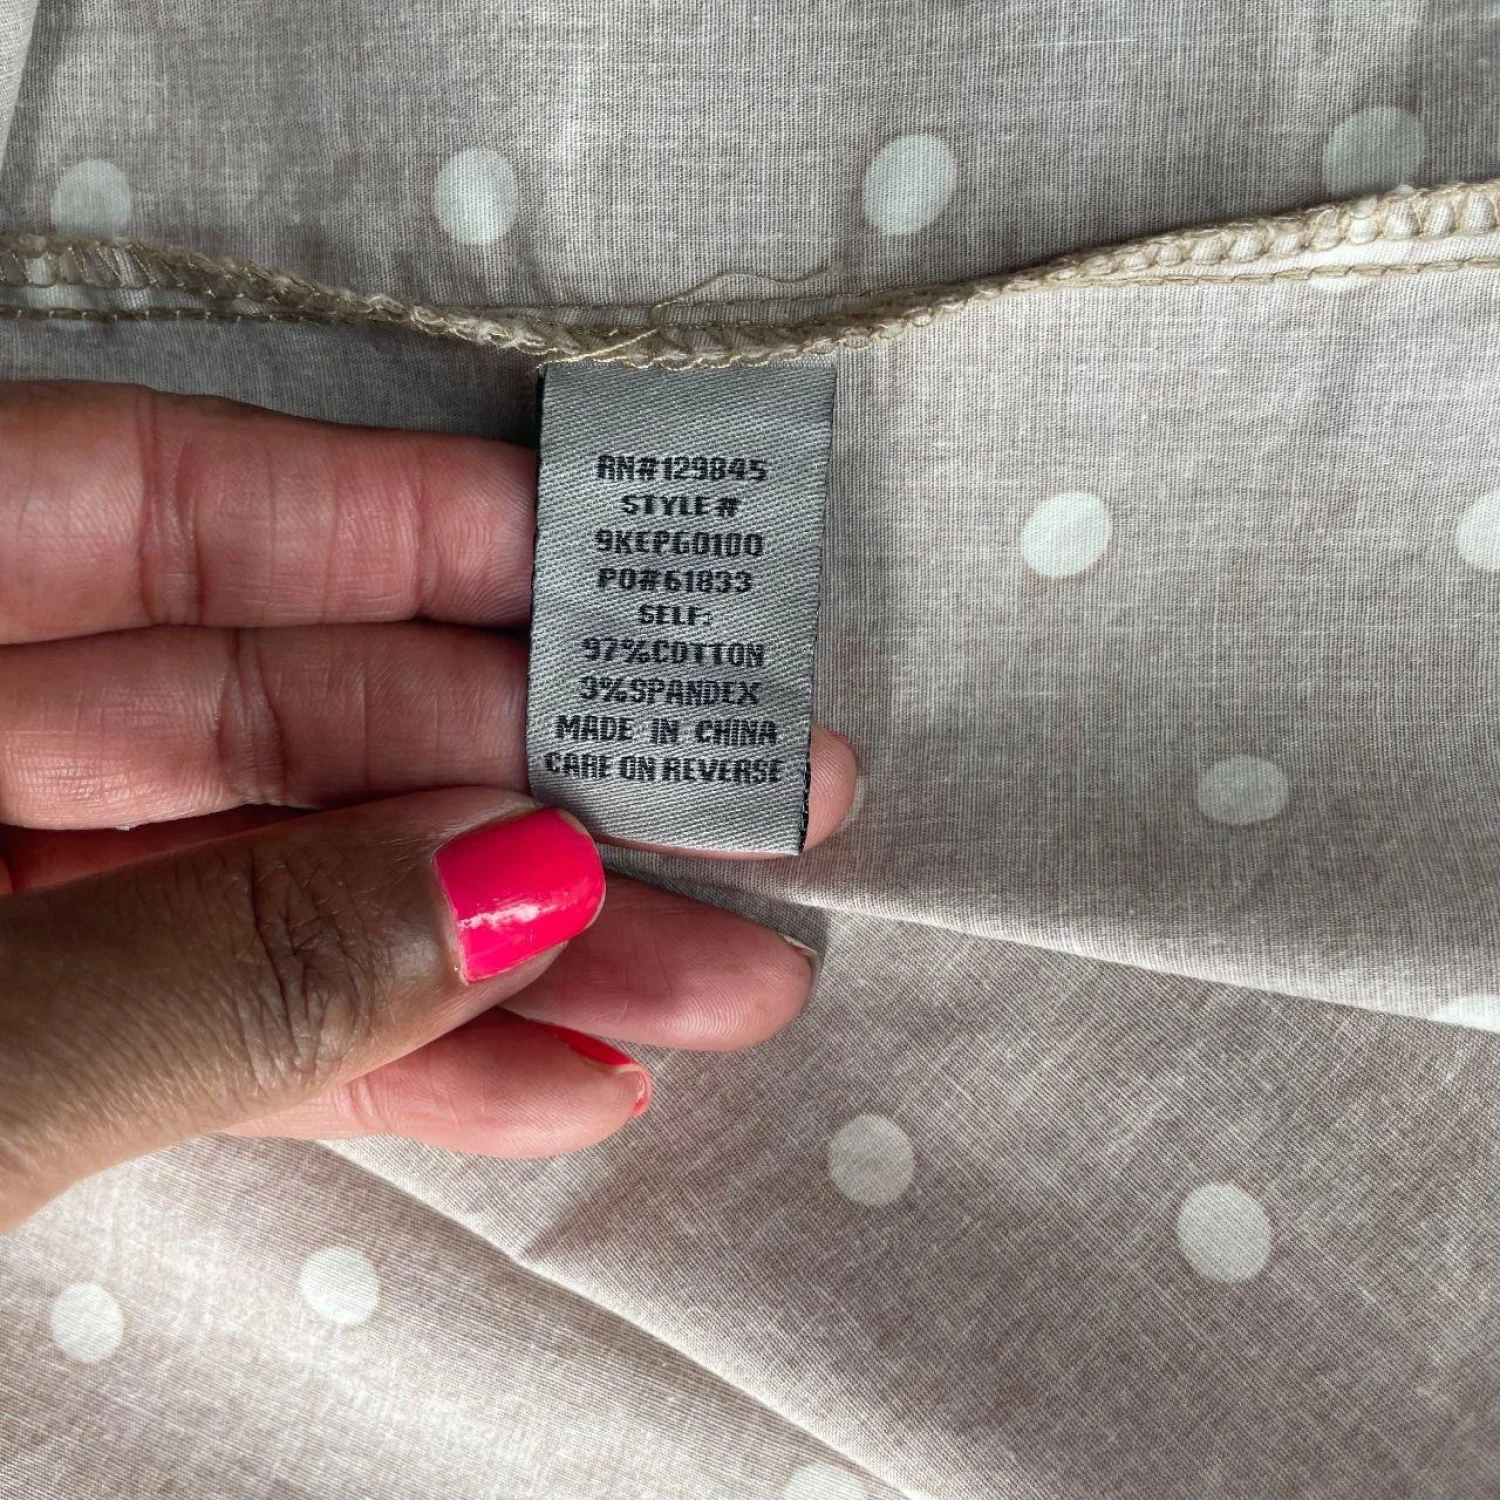 RN#129845
STYLE#
9KEPG0100
PO#61833
SELF:
97%COTTON
3%SPANDEX
MADE IN CHINA
CARE ON REVERSE